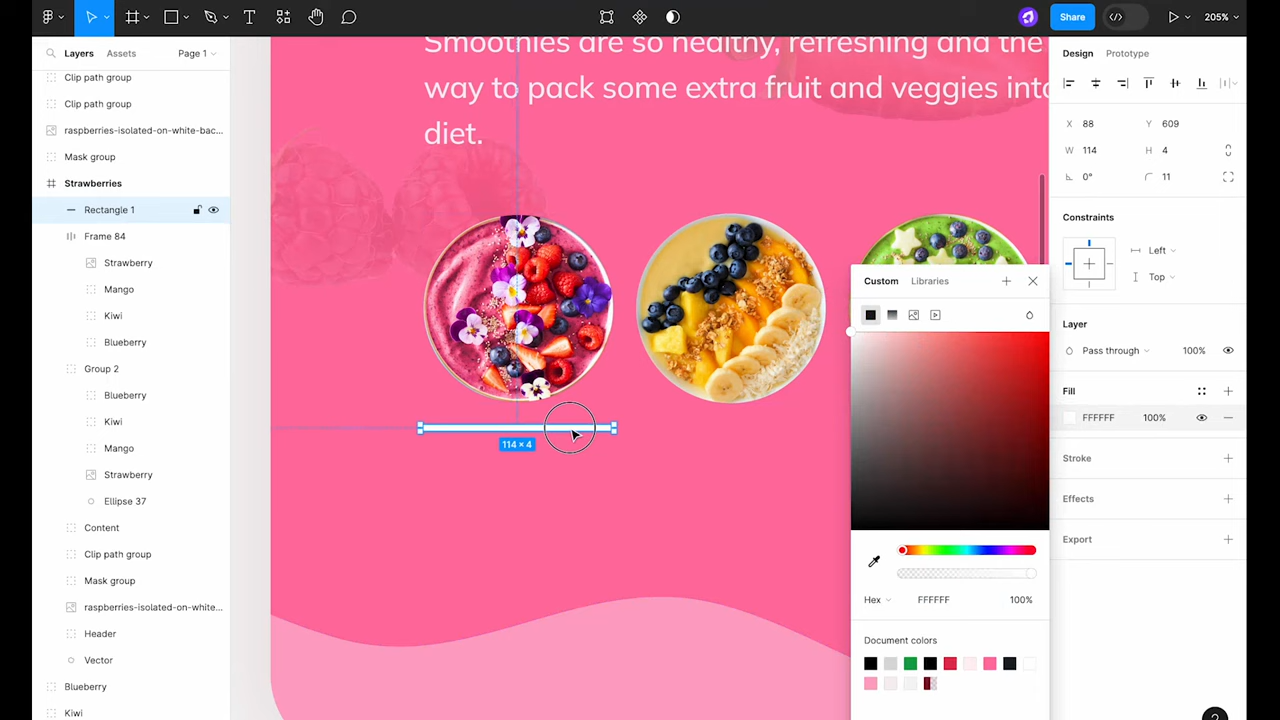 Share
205%
Layers
Assets
Page 1
Clip path group
Clip path group
raspberries-isolated-on-white-bac...
Mask group
Strawberries
Rectangle 1
Frame 84
Strawberry
Mango
Kiwi
Blueberry
Group 2
Blueberry
Kiwi
Mango
Strawberry
Ellipse 37
Content
Clip path group
Mask group
raspberries-isolated-on-white...
Header
Vector
Blueberry
Kiwi
Smoothies are so healthy, refreshing and the
way to pack some extra fruit and veggies into
diet.
114 × 4
Custom
Libraries
Hex
FFFFFF
100%
Document colors
Design
Prototype
X 88
Y 609
W 114
H 4
0°
11
Constraints
Left
Top
Layer
Pass through
100%
Fill
FFFFFF
100%
Stroke
Effects
Export
?